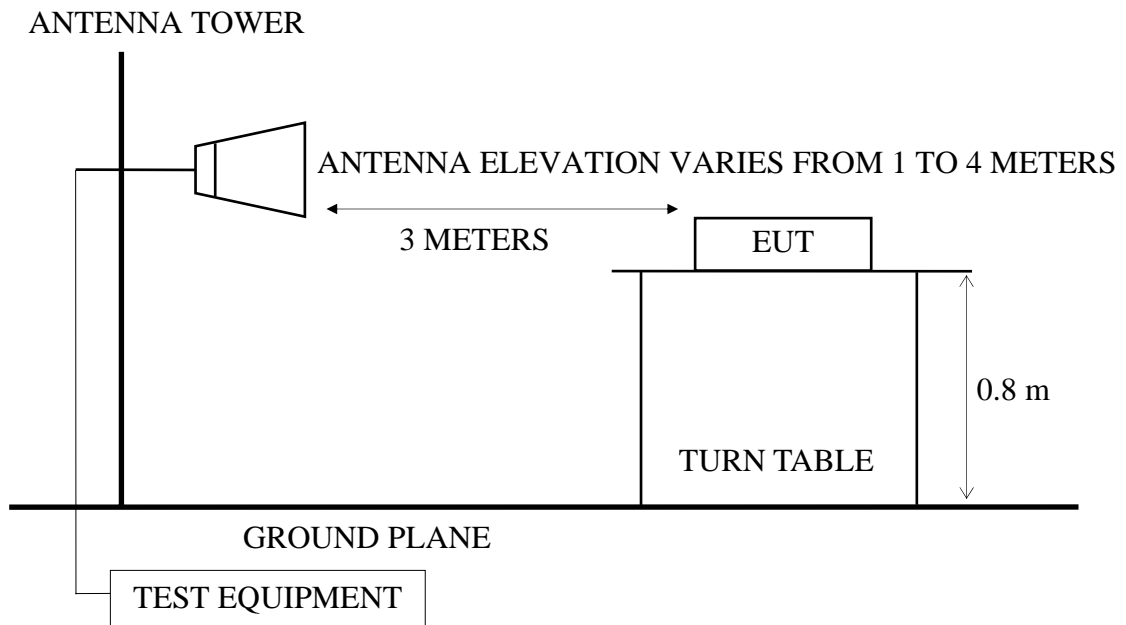 ANTENNA TOWER
ANTENNA ELEVATION VARIES FROM 1 TO 4 METERS
3 METERS
EUT
0.8 m
TURN TABLE
GROUND PLANE
TEST EQUIPMENT